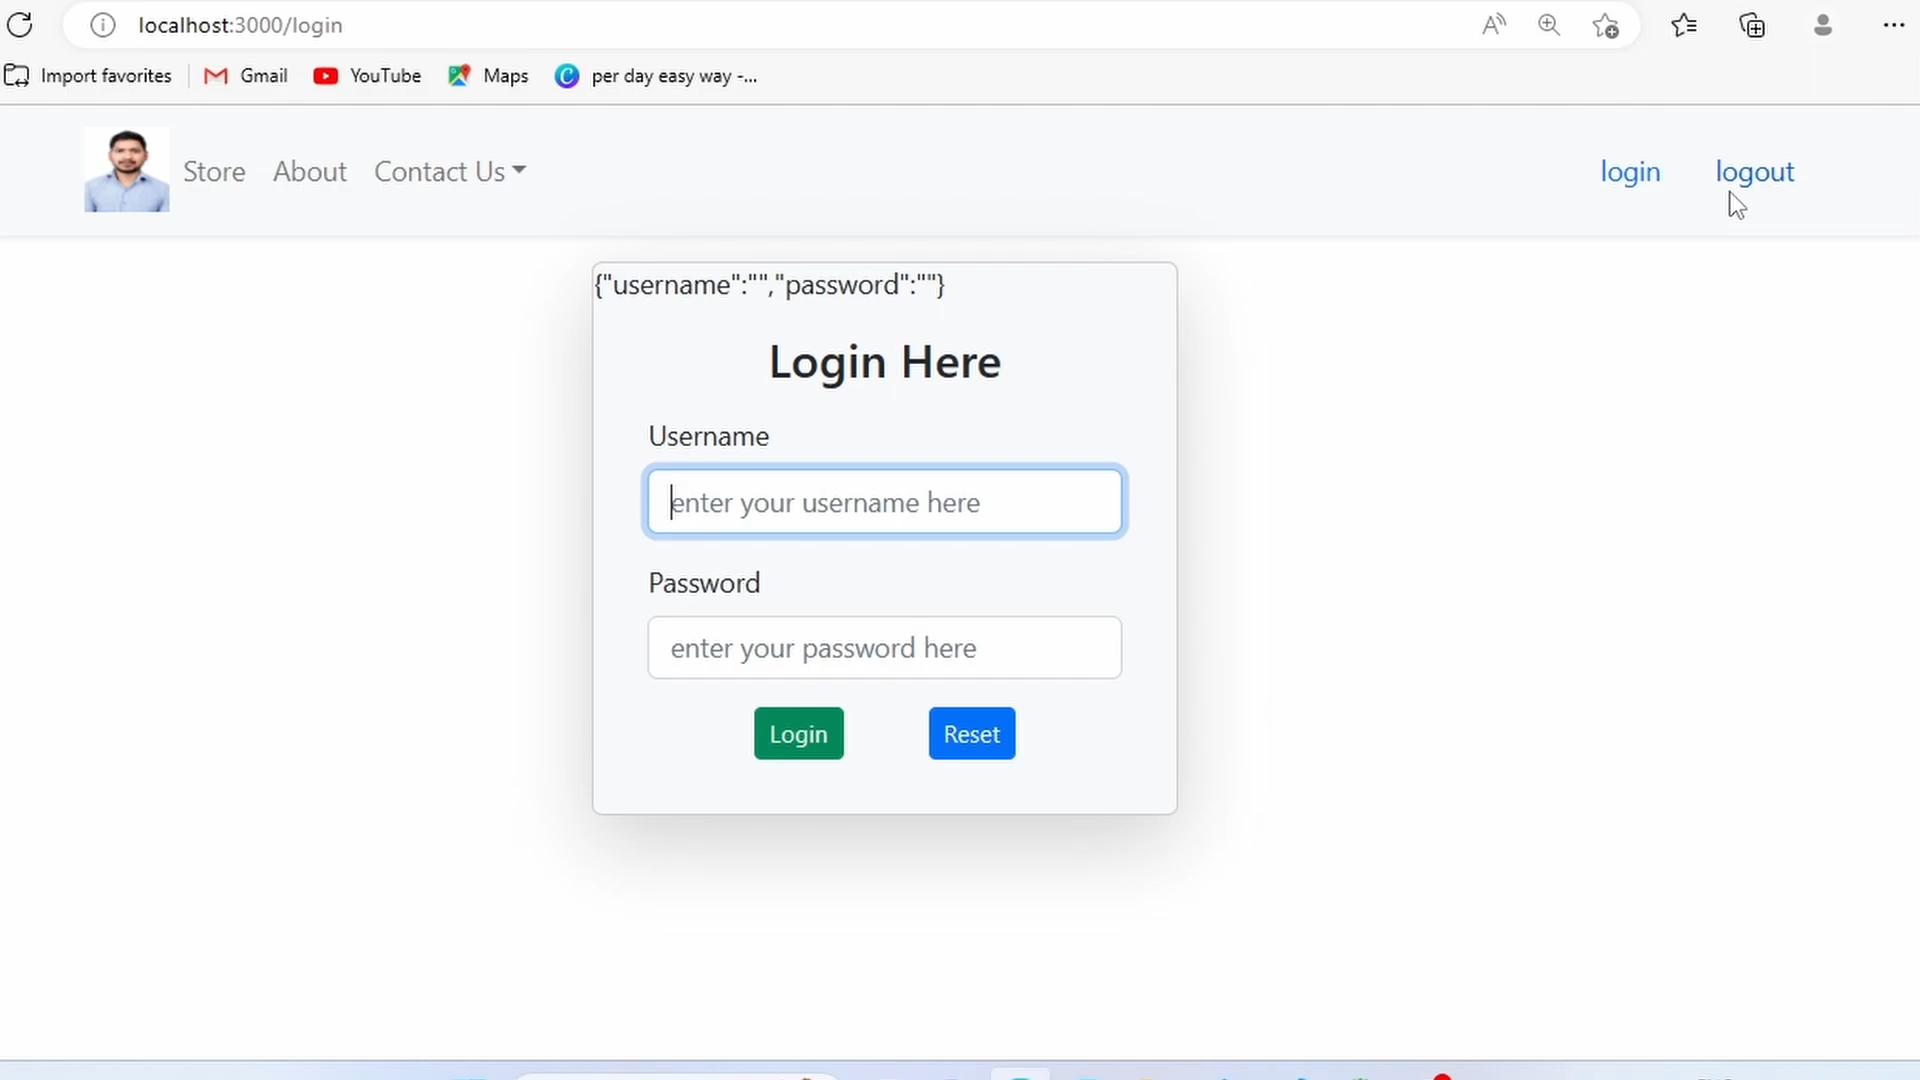 localhost:3000/login
Import favorites Gmail YouTube Maps per day easy way -...
Store About Contact Us login logout
{"username":"","password":""}
Login Here
Username
enter your username here
Password
enter your password here
Login Reset